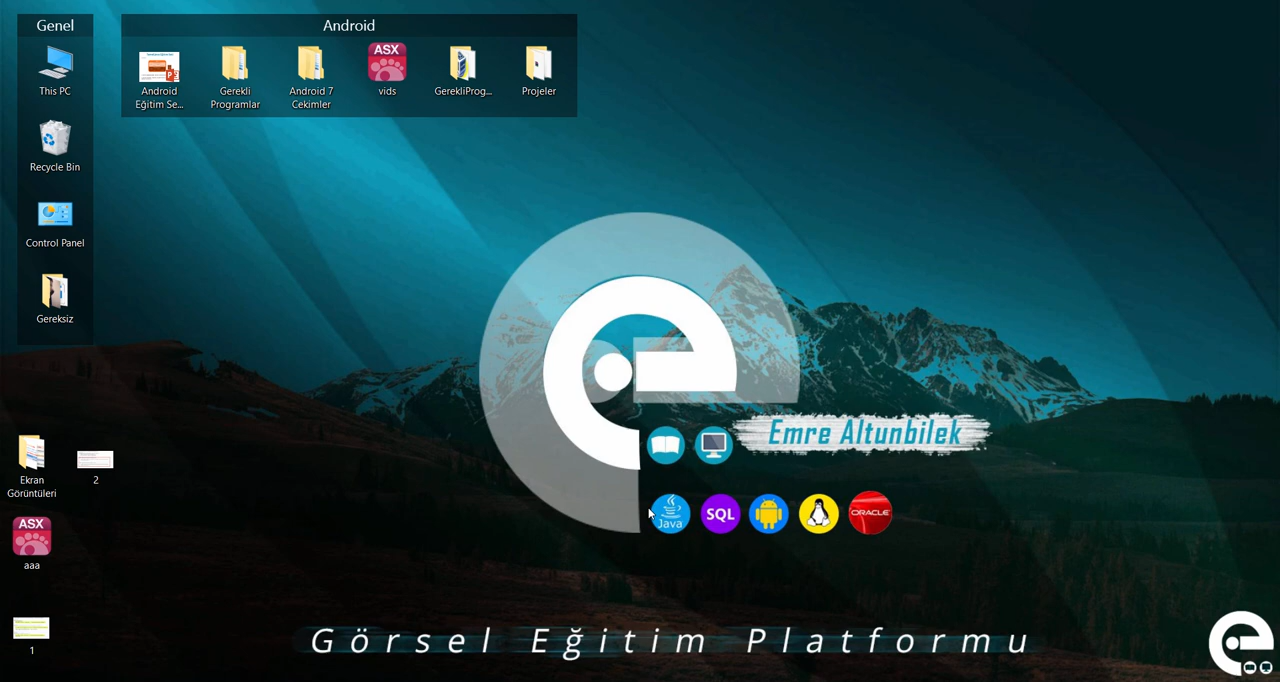 Genel
This PC
Recycle Bin
Control Panel
Gereksiz
Android
Android
Eğitim Se...
Gerekli
Programlar
Android 7
Cekimler
ASX
vids
GerekliProg...
Projeler
Ekran
Görüntüleri
2
ASX
aaa
1
Emre Altunbilek
Java
SQL
ORACLE
Görsel Eğitim Platformu